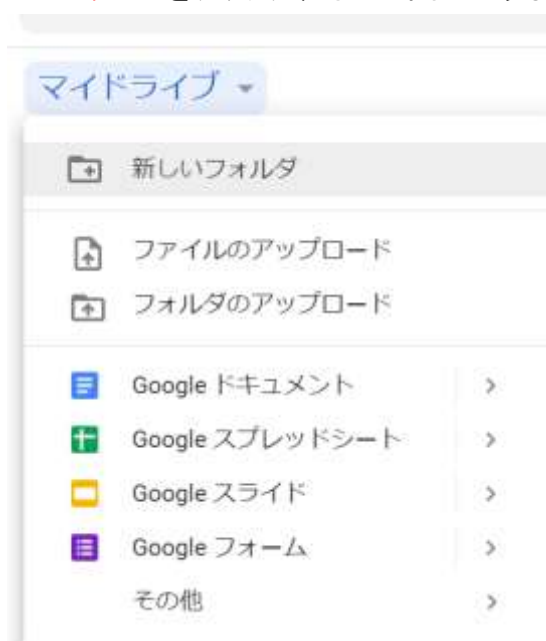 マイドライブ
新しいフォルダ
ファイルのアップロード
フォルダのアップロード
Google ドキュメント
Google スプレッドシート
Google スライド
Google フォーム
その他